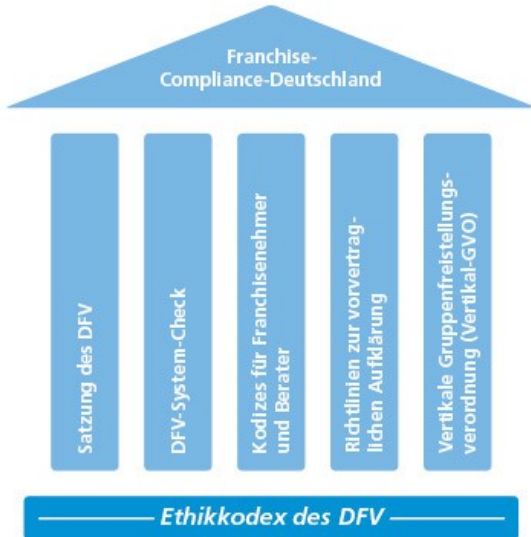 Franchise-
Compliance-Deutschland
Satzung des DFV
DFV-System-Check
Kodizes für Franchisenehmer
und Berater
Richtlinien zur vorvertrag-
lichen Aufklärung
Vertikale Gruppenfreistellungs-
verordnung (Vertikal-GVO)
Ethikkodex des DFV